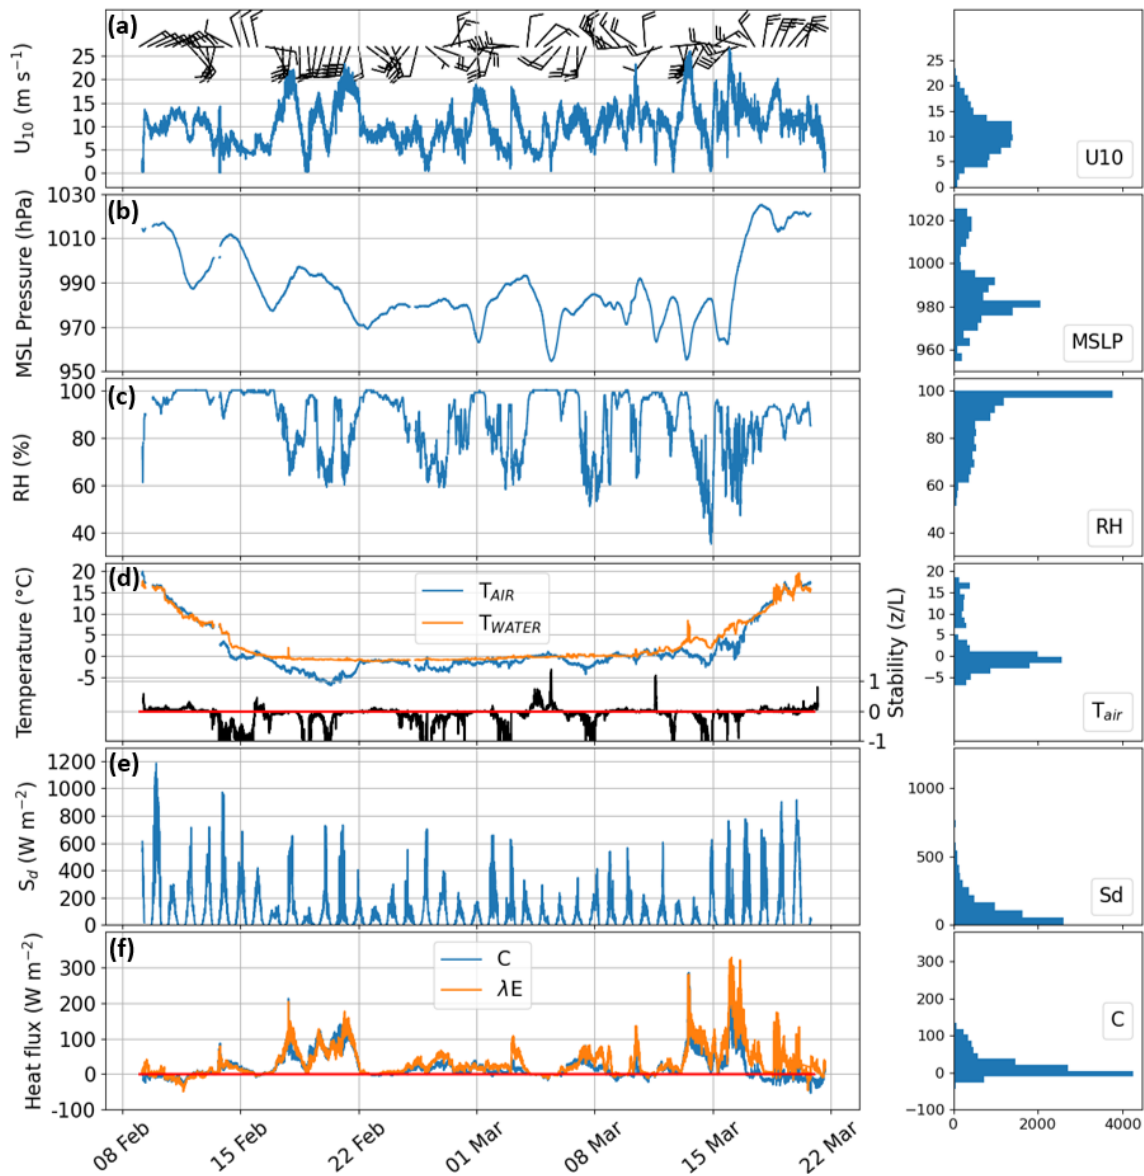 (a)
U10 (m s−1)
25
20
15
10
5
0
25
20
15
10
5
0
U10
(b)
MSL Pressure (hPa)
1030
1010
990
970
950
1020
1000
980
960
MSLP
(c)
RH (%)
100
80
60
40
100
80
60
40
RH
(d)
Temperature (°C)
20
15
10
5
0
−5
TAIR
TWATER
Stability (z/L)
1
0
-1
20
15
10
5
0
−5
Tair
(e)
Sd (W m−2)
1200
1000
800
600
400
200
0
1000
500
0
Sd
(f)
Heat flux (W m−2)
300
200
100
0
-100
C
λE
300
200
100
0
−100
C
08 Feb
15 Feb
22 Feb
01 Mar
08 Mar
15 Mar
22 Mar
0 2000 4000